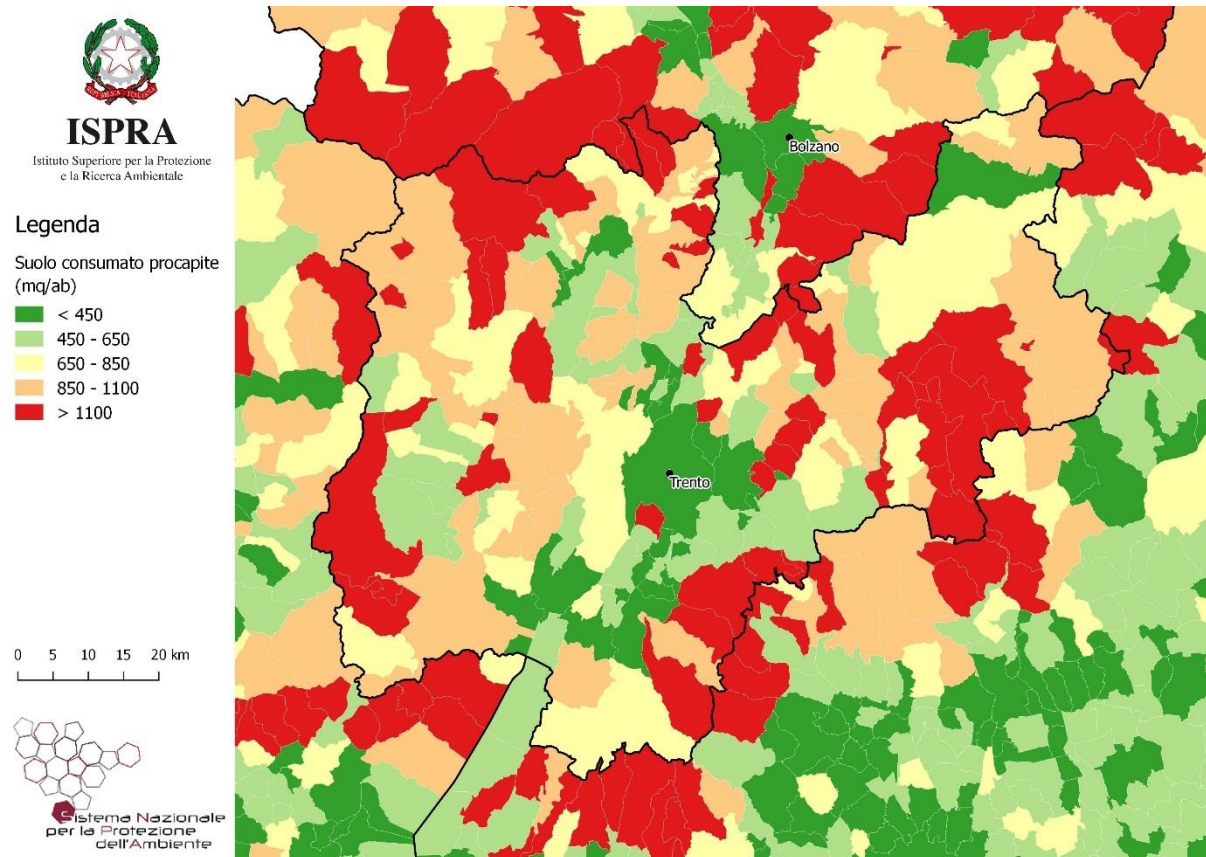 REPVBBLICA ITALIANA
ISPRA
Istituto Superiore per la Protezione
e la Ricerca Ambientale
Legenda
Suolo consumato procapite
(mq/ab)
< 450
450 - 650
650 - 850
850 - 1100
> 1100
0 5 10 15 20 km
Sistema Nazionale
per la Protezione
dell'Ambiente
Bolzano
Trento